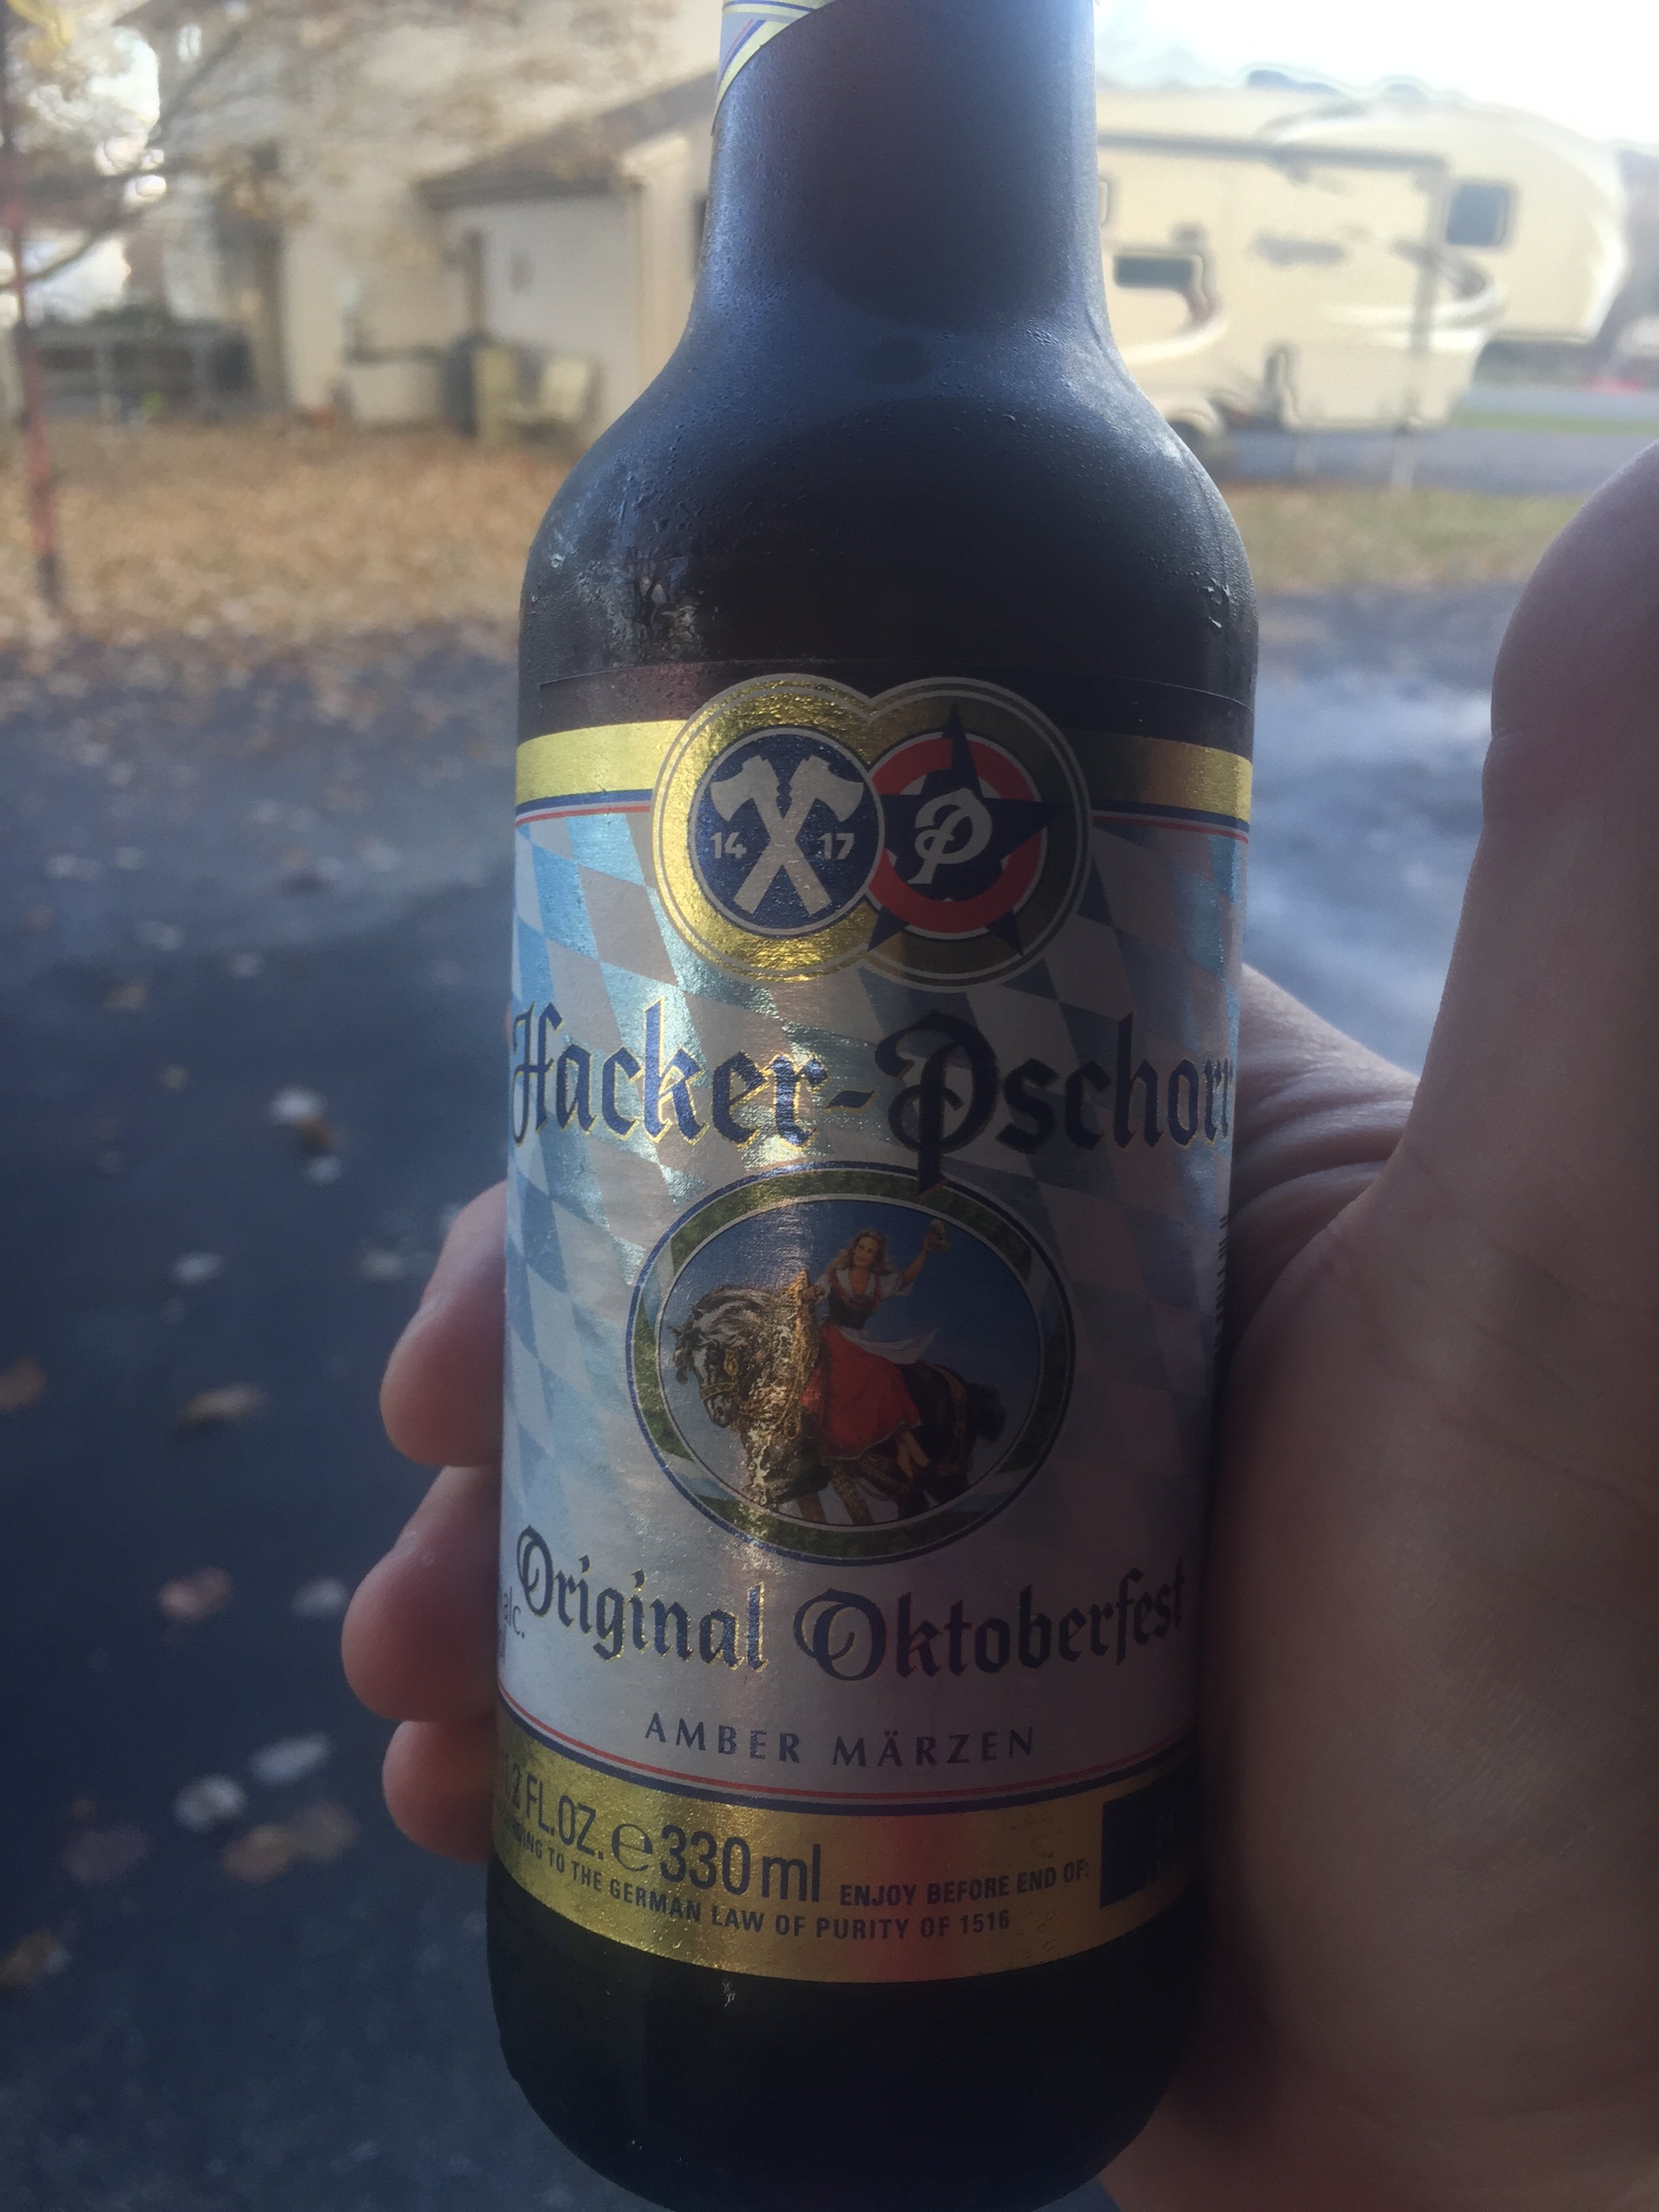 14 17
P
Hacker-Pschorr
alc.
Original Oktoberfest
AMBER MÄRZEN
FL.OZ. e 330 ml ENJOY BEFORE END OF:
TO THE GERMAN LAW OF PURITY OF 1516